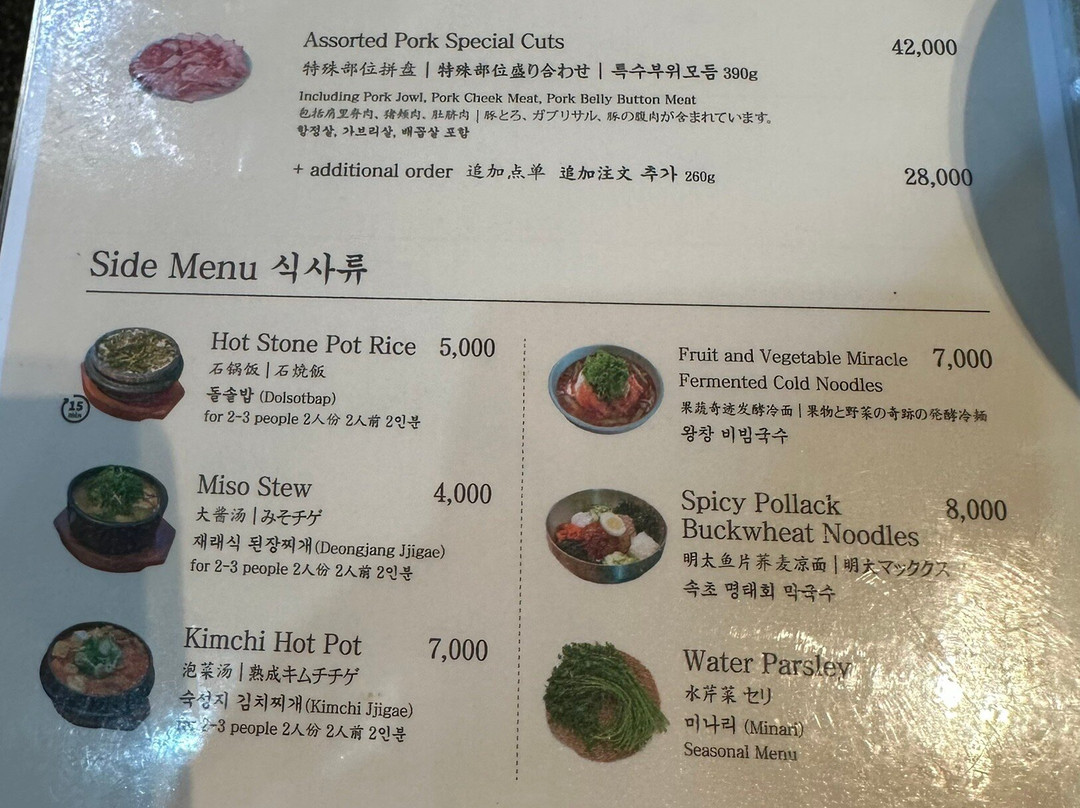 Assorted Pork Special Cuts 42,000
特殊部位拼盘 | 特殊部位盛り合わせ | 특수부위모듬 390g
Including Pork Jowl, Pork Cheek Meat, Pork Belly Button Meat
包括肩里脊肉、猪颊肉、肚脐肉 | 豚とろ、ガブリサル、豚の腹肉が含まれています。
항정살, 가브리살, 배꼽살 포함
+ additional order 追加点单 追加注文 추가 260g 28,000
Side Menu 식사류
Hot Stone Pot Rice 5,000
石锅饭 | 石焼飯
돌솥밥 (Dolsotbap)
for 2-3 people 2人份 2人前 2인분
15
min
Miso Stew 4,000
大酱汤 | みそチゲ
재래식 된장찌개(Deongjang Jjigae)
for 2-3 people 2人份 2人前 2인분
Kimchi Hot Pot 7,000
泡菜汤 | 熟成キムチチゲ
숙성지 김치찌개(Kimchi Jjigae)
for 2-3 people 2人份 2人前 2인분
Fruit and Vegetable Miracle 7,000
Fermented Cold Noodles
果蔬奇迹发酵冷面 | 果物と野菜の奇跡の発酵冷麺
왕창 비빔국수
Spicy Pollack 8,000
Buckwheat Noodles
明太鱼片荞麦凉面 | 明太マッククス
속초 명태회 막국수
Water Parsley
水芹菜 セリ
미나리 (Minari)
Seasonal Menu